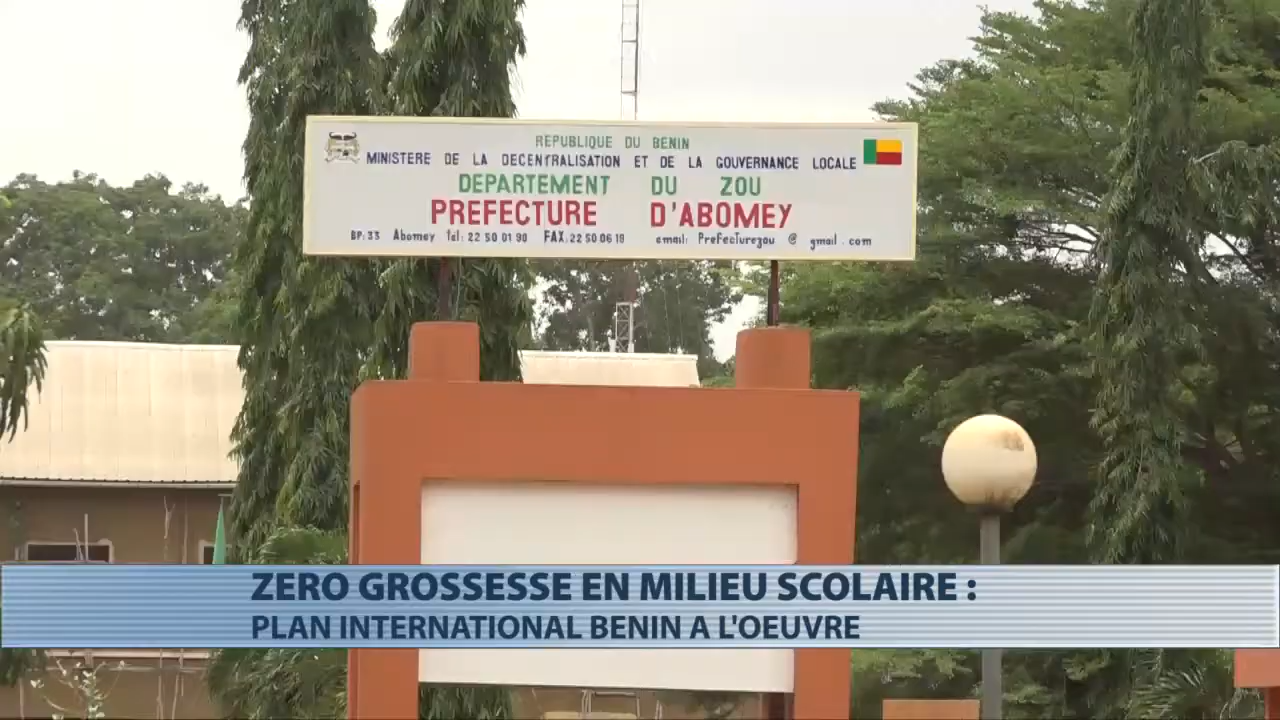 REPUBLIQUE DU BENIN
MINISTERE DE LA DECENTRALISATION ET DE LA GOUVERNANCE LOCALE
DEPARTEMENT DU ZOU
PREFECTURE D'ABOMEY
BP: 33 Abomey Tel: 22 50 01 90 FAX: 22 50 06 18 email: Prefecturezou @ gmail . com
ZERO GROSSESSE EN MILIEU SCOLAIRE :
PLAN INTERNATIONAL BENIN A L'OEUVRE